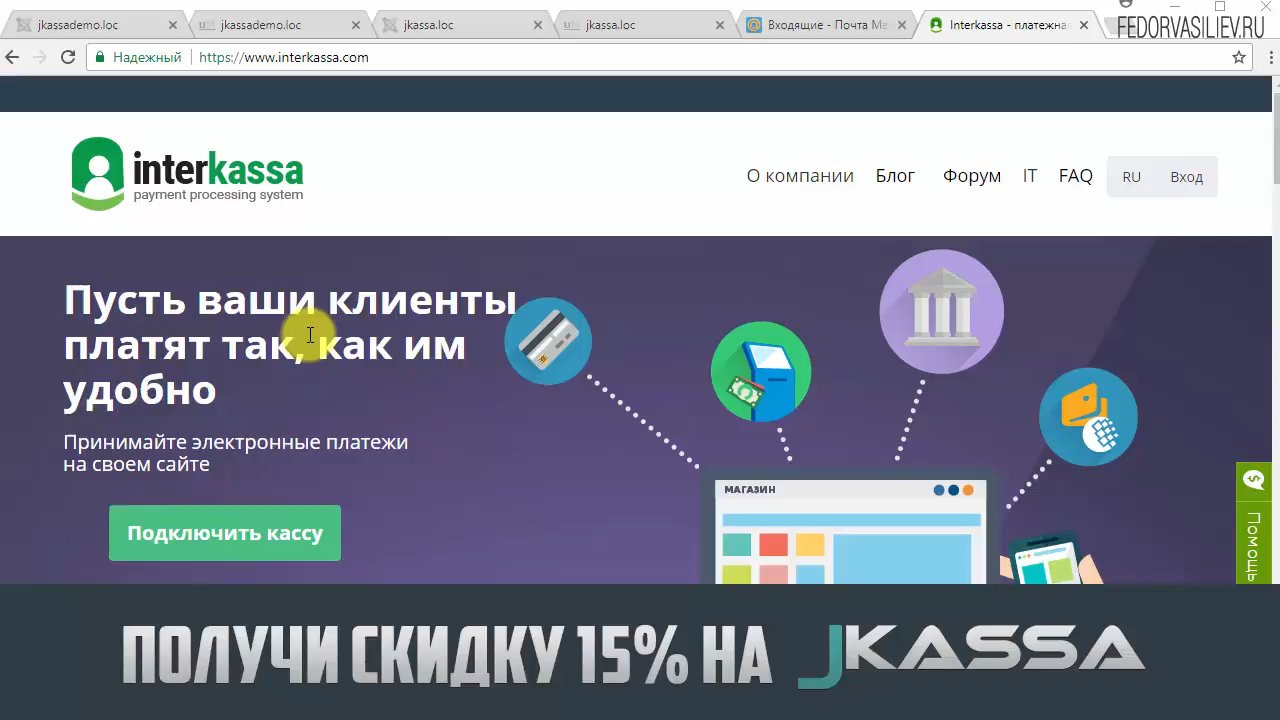 jkassademo.loc
jkassademo.loc
jkassa.loc
jkassa.loc
Входящие - Почта Ma
Interkassa - платежная
FEDORVASILIEV.RU
Надежный
https://www.interkassa.com
interkassa
payment processing system
О компании
Блог
Форум
IT
FAQ
RU
Вход
Пусть ваши клиенты
платят так, как им
удобно
Принимайте электронные платежи
на своем сайте
Подключить кассу
МАГАЗИН
Помощь
ПОЛУЧИ СКИДКУ 15% НА JKASSA